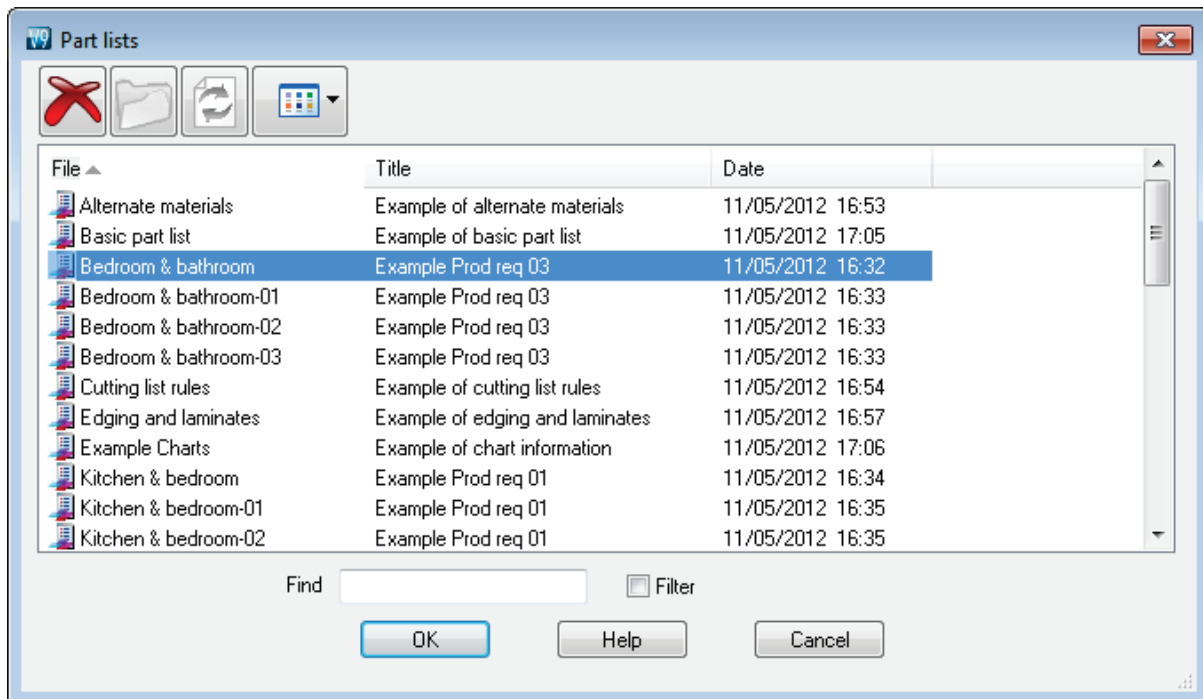 V9 Part lists
File Title Date
Alternate materials Example of alternate materials 11/05/2012 16:53
Basic part list Example of basic part list 11/05/2012 17:05
Bedroom & bathroom Example Prod req 03 11/05/2012 16:32
Bedroom & bathroom-01 Example Prod req 03 11/05/2012 16:33
Bedroom & bathroom-02 Example Prod req 03 11/05/2012 16:33
Bedroom & bathroom-03 Example Prod req 03 11/05/2012 16:33
Cutting list rules Example of cutting list rules 11/05/2012 16:54
Edging and laminates Example of edging and laminates 11/05/2012 16:57
Example Charts Example of chart information 11/05/2012 17:06
Kitchen & bedroom Example Prod req 01 11/05/2012 16:34
Kitchen & bedroom-01 Example Prod req 01 11/05/2012 16:35
Kitchen & bedroom-02 Example Prod req 01 11/05/2012 16:35
Find Filter
OK Help Cancel